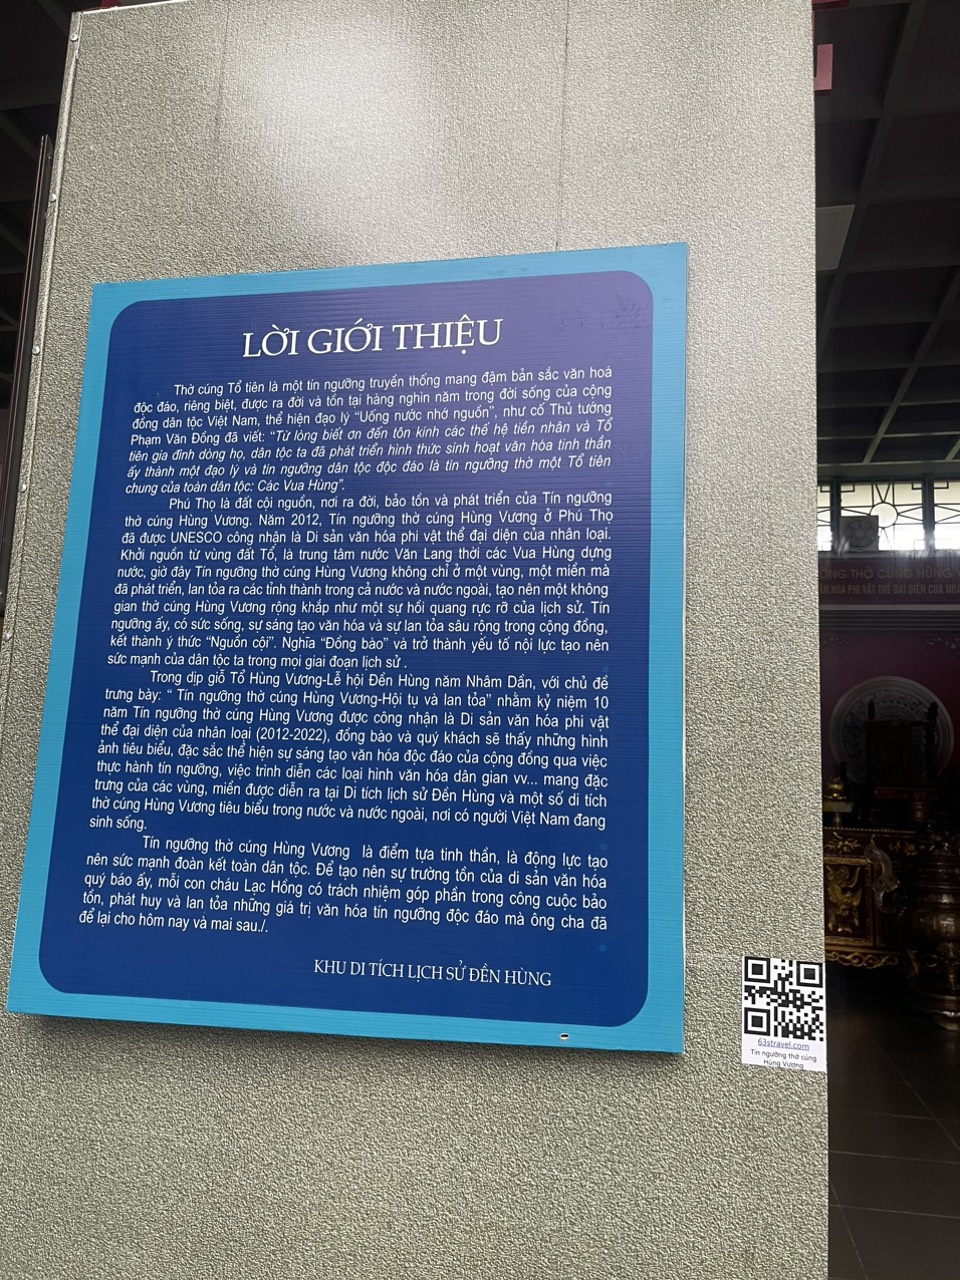 LỜI GIỚI THIỆU
Thờ cúng Tổ tiên là một tín ngưỡng truyền thống mang đậm bản sắc văn hoá
độc đáo, riêng biệt, được ra đời và tồn tại hàng nghìn năm trong đời sống của cộng
đồng dân tộc Việt Nam, thể hiện đạo lý “Uống nước nhớ nguồn”, như cố Thủ tướng
Phạm Văn Đồng đã viết: “Từ lòng biết ơn đến tôn kính các thế hệ tiền nhân và Tổ
tiên gia đình dòng họ, dân tộc ta đã phát triển hình thức sinh hoạt văn hóa tinh thần
ấy thành một đạo lý và tín ngưỡng dân tộc độc đáo là tín ngưỡng thờ một Tổ tiên
chung của toàn dân tộc: Các Vua Hùng”.
Phú Thọ là đất cội nguồn, nơi ra đời, bảo tồn và phát triển của Tín ngưỡng
thờ cúng Hùng Vương. Năm 2012, Tín ngưỡng thờ cúng Hùng Vương ở Phú Thọ
đã được UNESCO công nhận là Di sản văn hóa phi vật thể đại diện của nhân loại.
Khởi nguồn từ vùng đất Tổ, là trung tâm nước Văn Lang thời các Vua Hùng dựng
nước, giờ đây Tín ngưỡng thờ cúng Hùng Vương không chỉ ở một vùng, một miền mà
đã phát triển, lan tỏa ra các tỉnh thành trong cả nước và nước ngoài, tạo nên một không
gian thờ cúng Hùng Vương rộng khắp như một sự hồi quang rực rỡ của lịch sử. Tín
ngưỡng ấy, có sức sống, sự sáng tạo văn hóa và sự lan tỏa sâu rộng trong cộng đồng,
kết thành ý thức “Nguồn cội”. Nghĩa “Đồng bào” và trở thành yếu tố nội lực tạo nên
sức mạnh của dân tộc ta trong mọi giai đoạn lịch sử .
Trong dịp giỗ Tổ Hùng Vương-Lễ hội Đền Hùng năm Nhâm Dần, với chủ đề
trưng bày: “ Tín ngưỡng thờ cúng Hùng Vương-Hội tụ và lan tỏa” nhằm kỷ niệm 10
năm Tín ngưỡng thờ cúng Hùng Vương được công nhận là Di sản văn hóa phi vật
thể đại diện của nhân loại (2012-2022), đồng bào và quý khách sẽ thấy những hình
ảnh tiêu biểu, đặc sắc thể hiện sự sáng tạo văn hóa độc đáo của cộng đồng qua việc
thực hành tín ngưỡng, việc trình diễn các loại hình văn hóa dân gian vv... mang đặc
trưng của các vùng, miền được diễn ra tại Di tích lịch sử Đền Hùng và một số di tích
thờ cúng Hùng Vương tiêu biểu trong nước và nước ngoài, nơi có người Việt Nam đang
sinh sống.
Tín ngưỡng thờ cúng Hùng Vương là điểm tựa tinh thần, là động lực tạo
nên sức mạnh đoàn kết toàn dân tộc. Để tạo nên sự trường tồn của di sản văn hóa
quý báo ấy, mỗi con cháu Lạc Hồng có trách nhiệm góp phần trong công cuộc bảo
tồn, phát huy và lan tỏa những giá trị văn hóa tín ngưỡng độc đáo mà ông cha đã
để lại cho hôm nay và mai sau./.
KHU DI TÍCH LỊCH SỬ ĐỀN HÙNG
THỜ CÚNG HÙNG
HÓA PHI VẬT THỂ ĐẠI DIỆN CỦA
63stravel.com
Tín ngưỡng thờ cúng
Hùng Vương